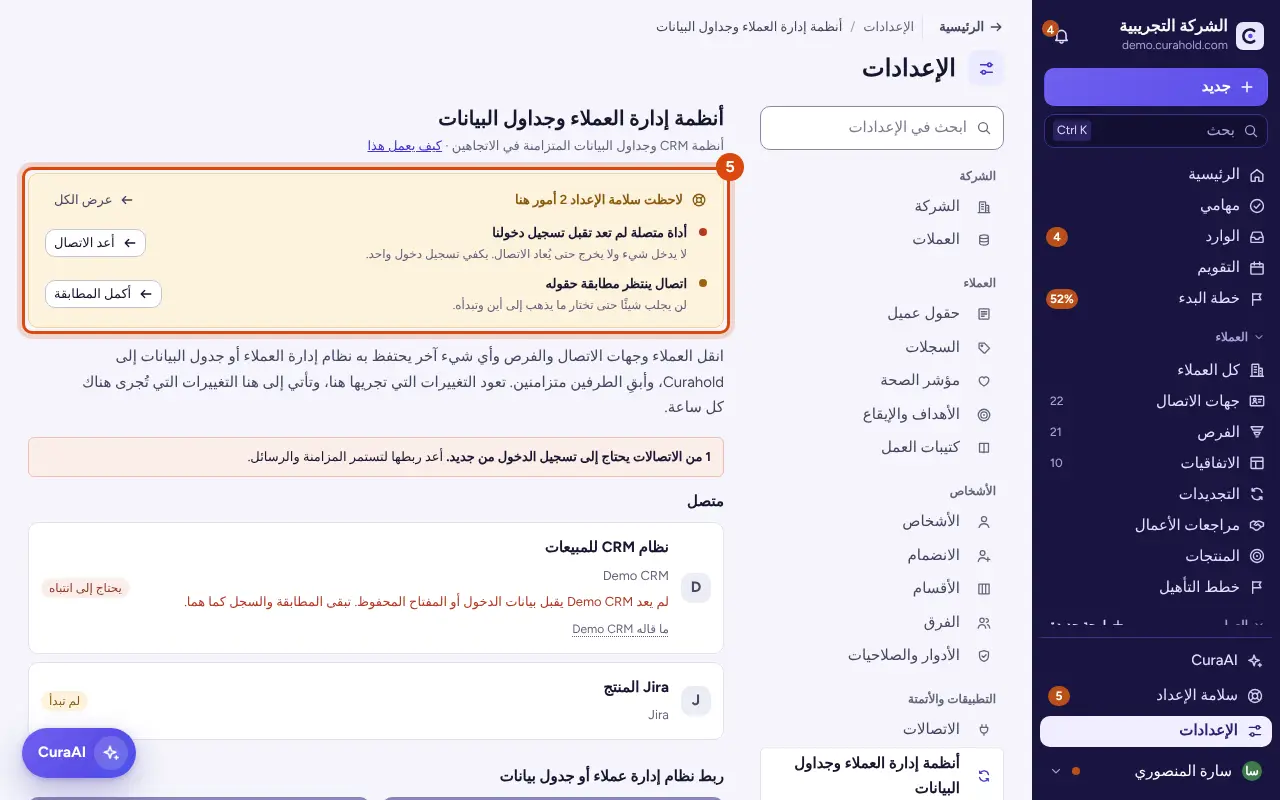 الشركة التجريبية
demo.curahold.com
4
جديد
بحث
Ctrl K
الرئيسية
مهامي
الوارد
4
التقويم
خطة البدء
52%
العملاء
كل العملاء
جهات الاتصال
22
الفرص
21
الاتفاقيات
10
التجديدات
مراجعات الأعمال
المنتجات
خطط التأهيل
CuraAI
سلامة الإعداد
5
الإعدادات
سا
سارة المنصوري
الرئيسية
الإعدادات / أنظمة إدارة العملاء وجداول البيانات
الإعدادات
ابحث في الإعدادات
الشركة
الشركة
العملات
العملاء
حقول عميل
السجلات
مؤشر الصحة
الأهداف والإيقاع
كتيبات العمل
الأشخاص
الأشخاص
الانضمام
الأقسام
الفرق
الأدوار والصلاحيات
التطبيقات والأتمتة
الاتصالات
أنظمة إدارة العملاء وجداول
البيانات
أنظمة إدارة العملاء وجداول البيانات
أنظمة CRM وجداول البيانات المتزامنة في الاتجاهين · كيف يعمل هذا
5
لاحظت سلامة الإعداد 2 أمور هنا
عرض الكل
أداة متصلة لم تعد تقبل تسجيل دخولنا
لا يدخل شيء ولا يخرج حتى يُعاد الاتصال. يكفي تسجيل دخول واحد.
أعد الاتصال
اتصال ينتظر مطابقة حقوله
لن يجلب شيئًا حتى تختار ما يذهب إلى أين وتبدأه.
أكمل المطابقة
انقل العملاء وجهات الاتصال والفرص وأي شيء آخر يحتفظ به نظام إدارة العملاء أو جدول البيانات إلى
Curahold، وأبقِ الطرفين متزامنين. تعود التغييرات التي تجريها هنا، وتأتي إلى هنا التغييرات التي تُجرى هناك
كل ساعة.
1 من الاتصالات يحتاج إلى تسجيل الدخول من جديد. أعد ربطها لتستمر المزامنة والرسائل.
متصل
D
نظام CRM للمبيعات
Demo CRM
لم يعد Demo CRM يقبل بيانات الدخول أو المفتاح المحفوظ. تبقى المطابقة والسجل كما هما.
ما قاله Demo CRM
يحتاج إلى انتباه
J
Jira المنتج
Jira
لم تبدأ
ربط نظام إدارة عملاء أو جدول بيانات
CuraAI